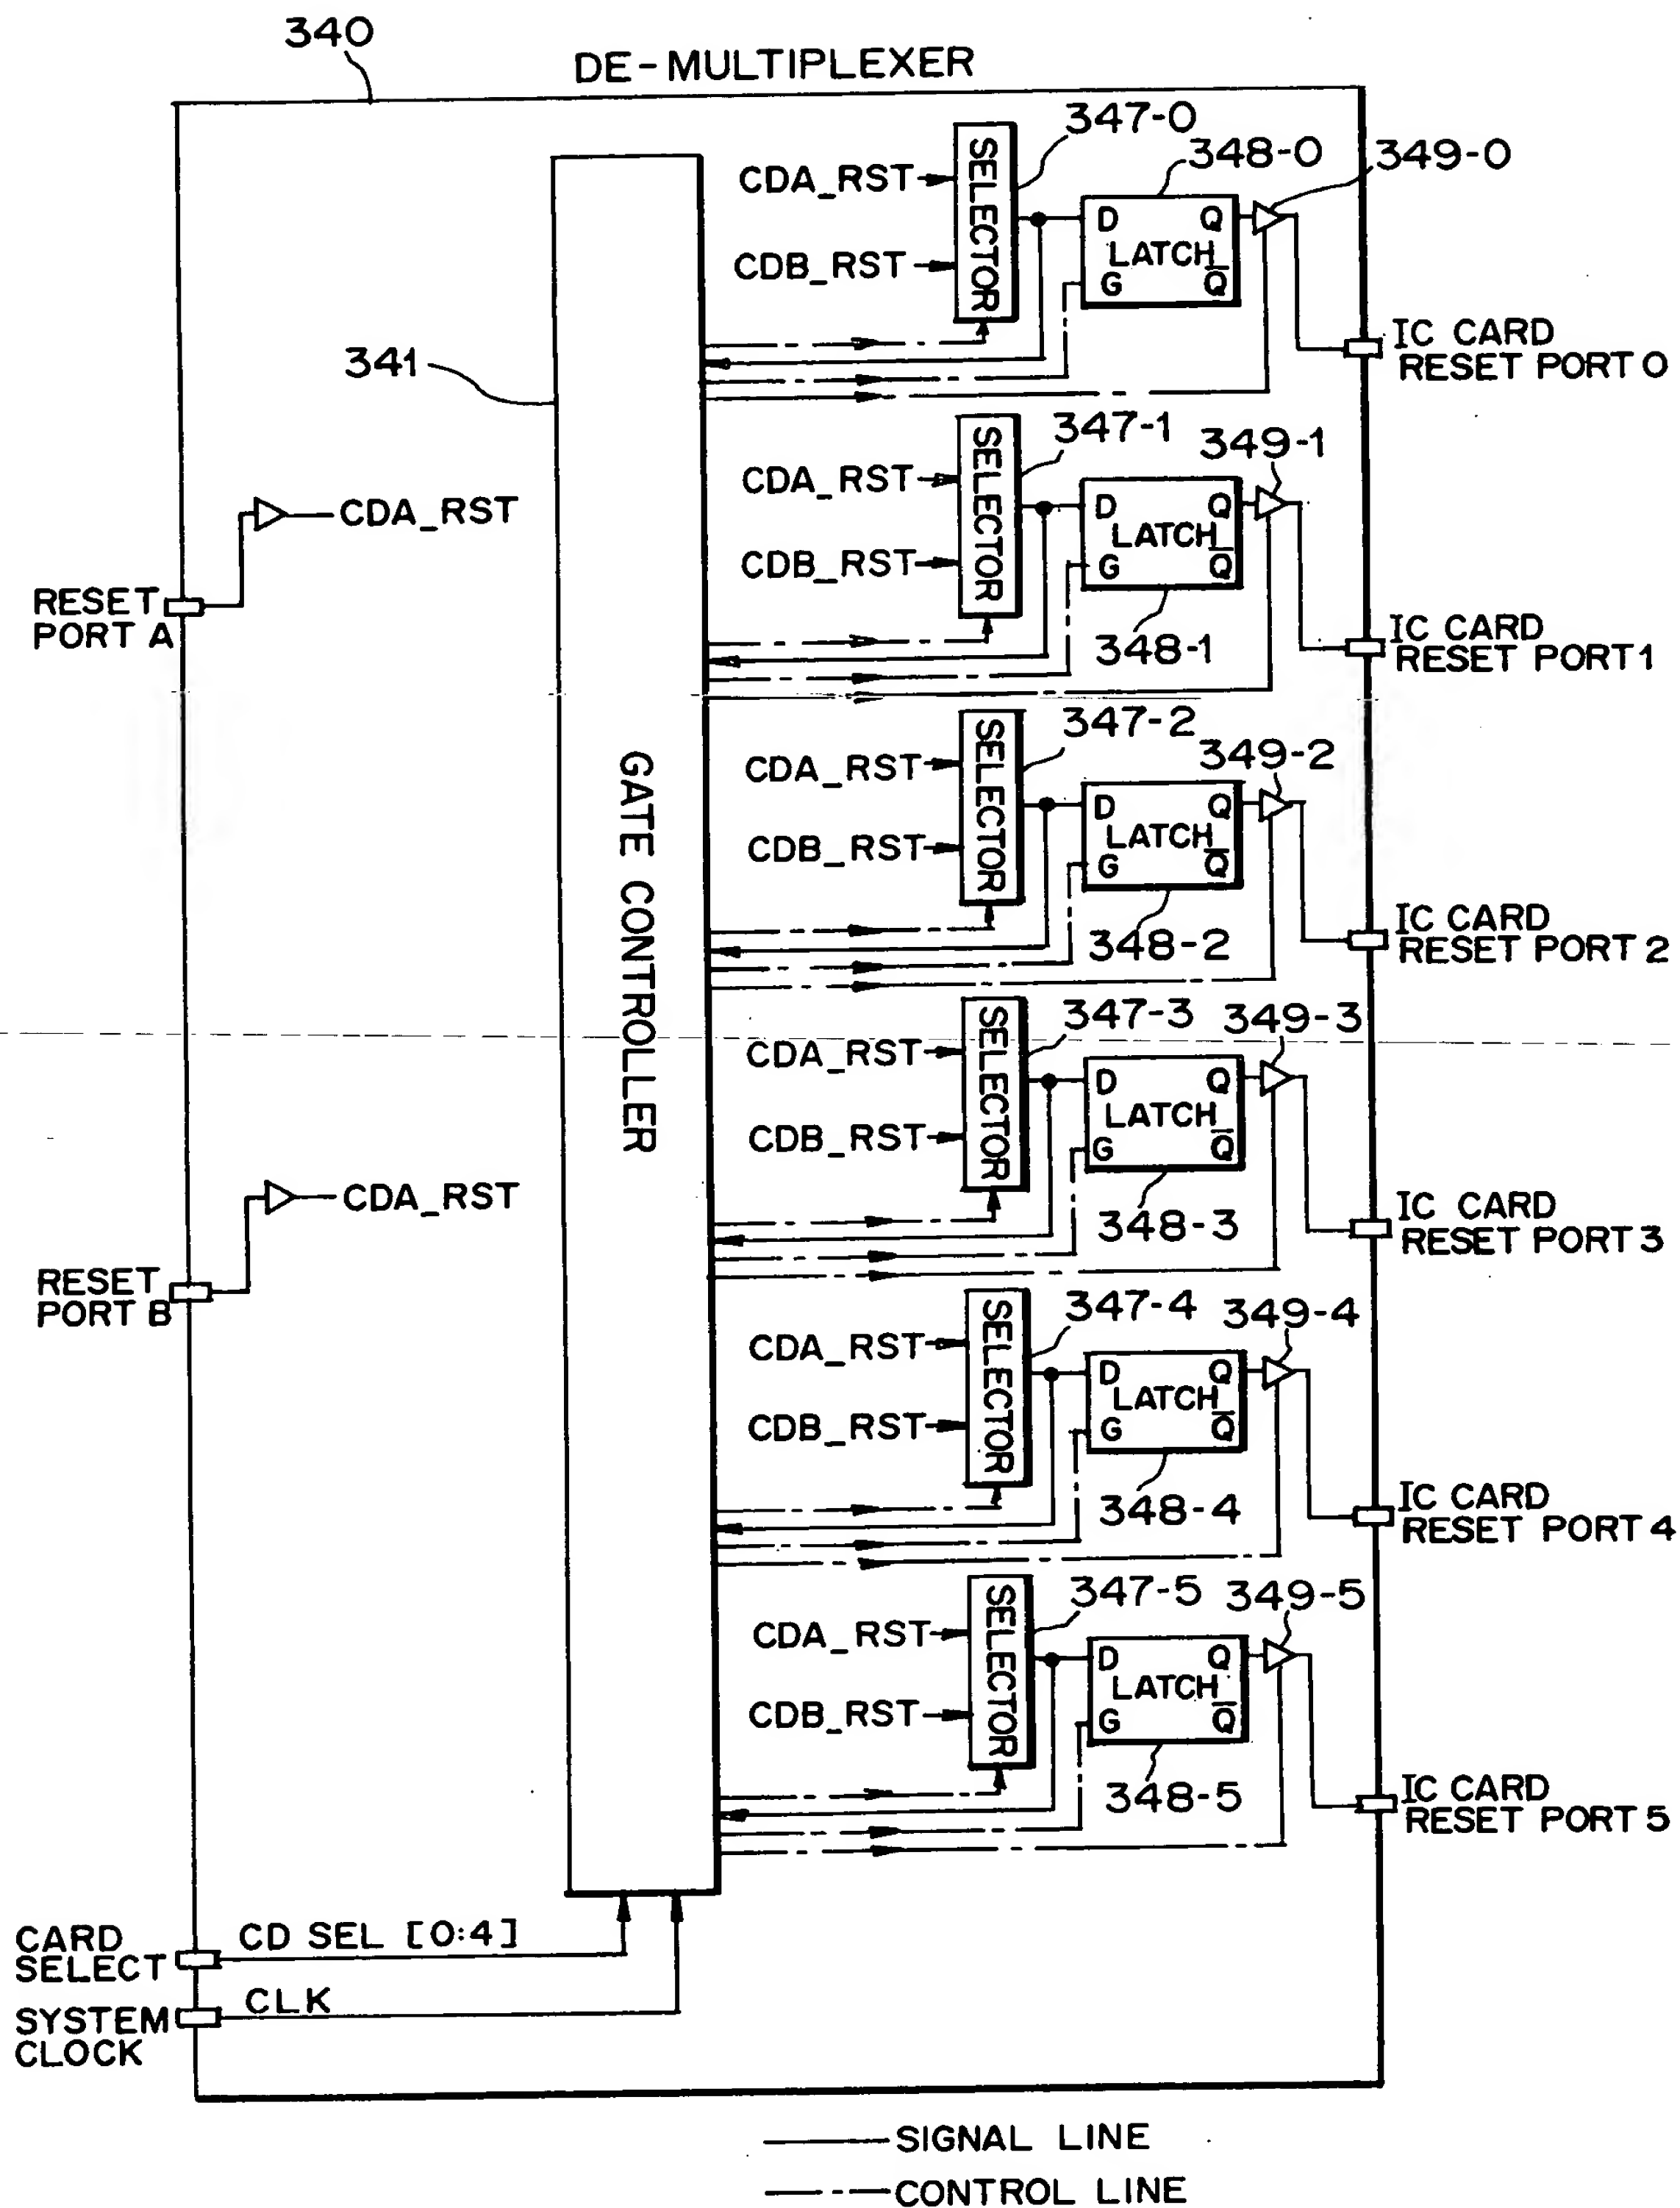 340
DE-MULTIPLEXER
347-0
348-0
349-0
CDA_RST
CDB_RST
SELECTOR
D Q
LATCH
G Q̅
IC CARD
RESET PORT 0
341
347-1
349-1
CDA_RST
CDB_RST
SELECTOR
D Q
LATCH
G Q̅
348-1
IC CARD
RESET PORT 1
CDA_RST
RESET
PORT A
GATE CONTROLLER
347-2
349-2
CDA_RST
CDB_RST
SELECTOR
D Q
LATCH
G Q̅
348-2
IC CARD
RESET PORT 2
347-3
349-3
CDA_RST
CDB_RST
SELECTOR
D Q
LATCH
G Q̅
348-3
IC CARD
RESET PORT 3
CDA_RST
RESET
PORT B
347-4
349-4
CDA_RST
CDB_RST
SELECTOR
D Q
LATCH
G Q̅
348-4
IC CARD
RESET PORT 4
347-5
349-5
CDA_RST
CDB_RST
SELECTOR
D Q
LATCH
G Q̅
348-5
IC CARD
RESET PORT 5
CARD
SELECT
CD SEL [0:4]
SYSTEM
CLOCK
CLK
SIGNAL LINE
CONTROL LINE